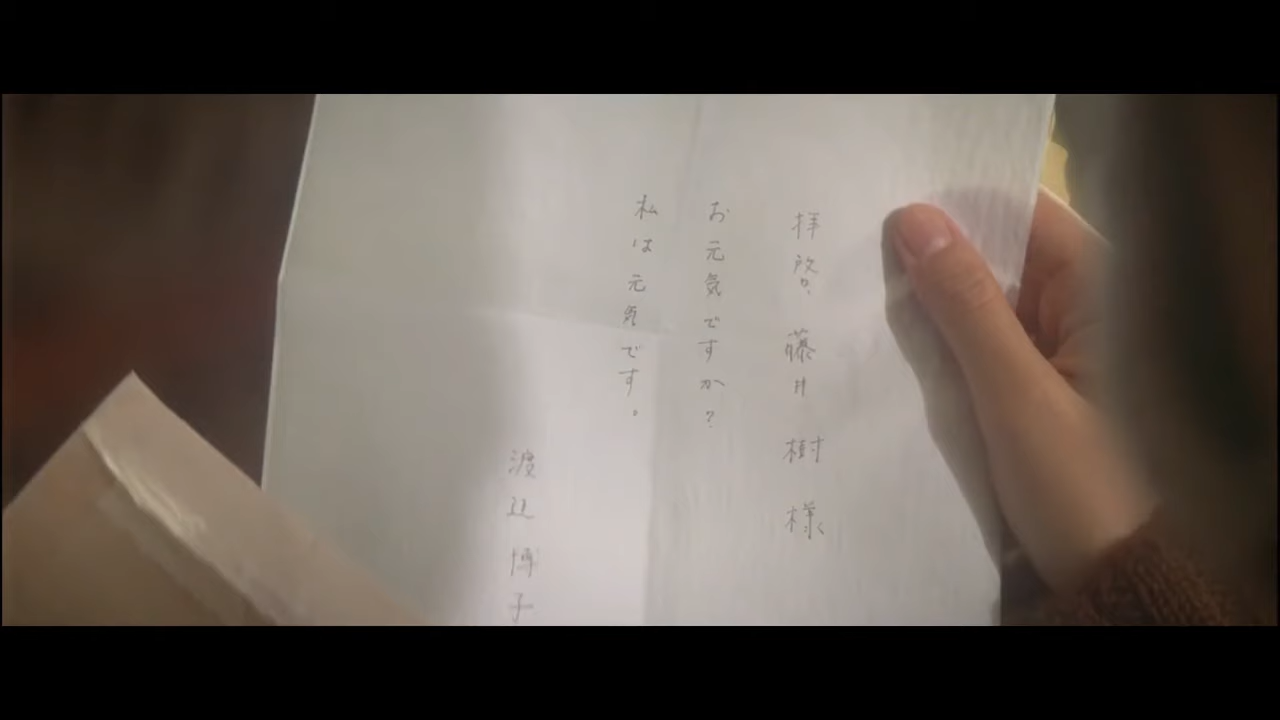 拝啓、藤井樹様
お元気ですか？
私は元気です。
渡辺博子